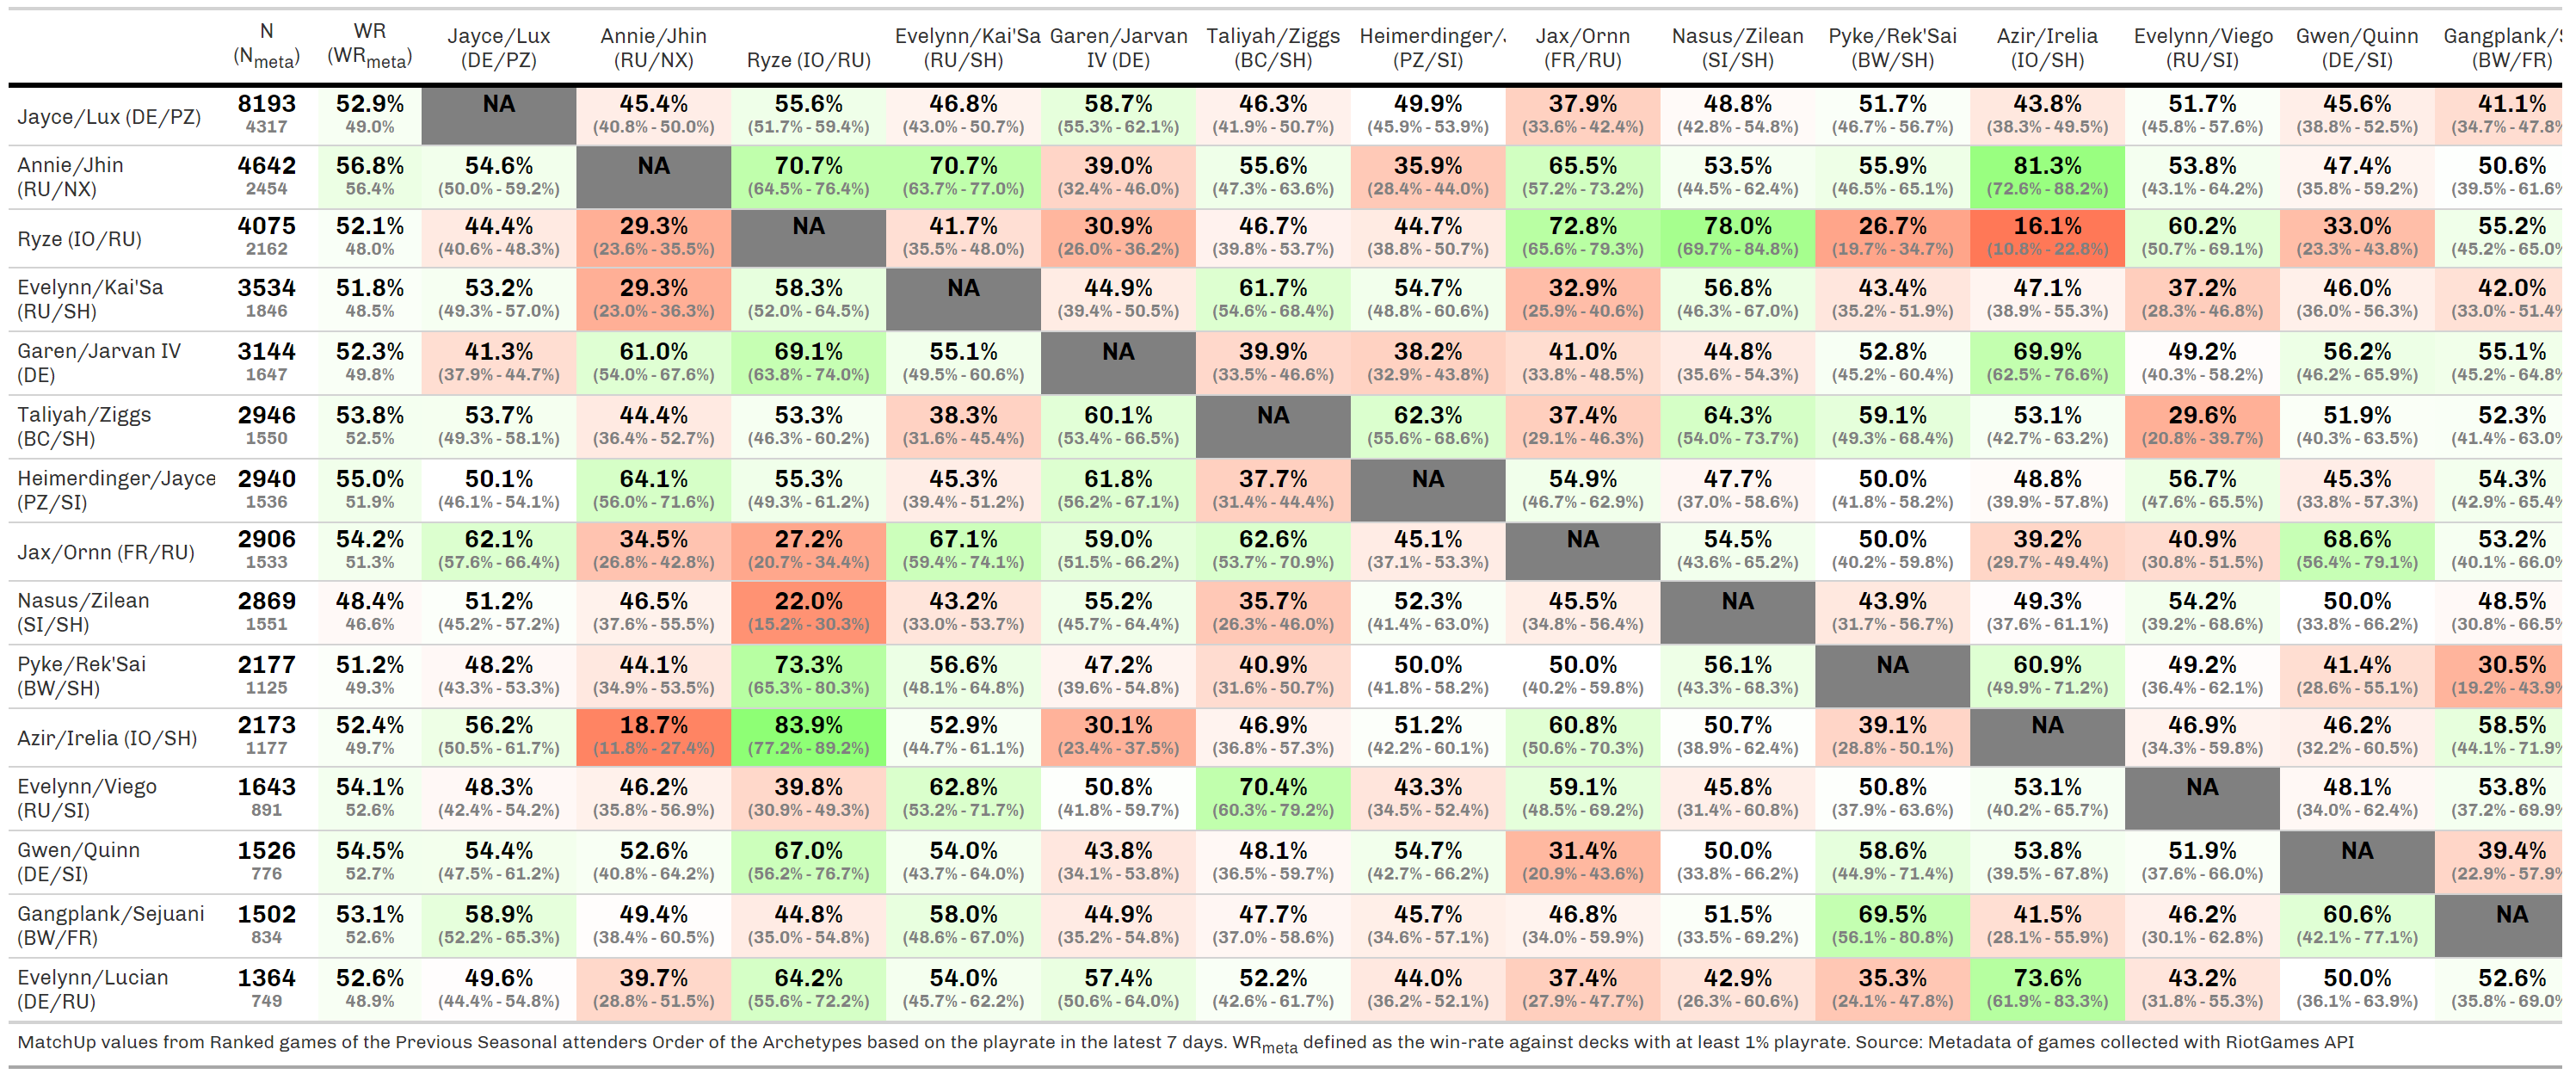 N (Nmeta) WR (WRmeta) Jayce/Lux (DE/PZ) Annie/Jhin (RU/NX) Ryze (IO/RU) Evelynn/Kai'Sa (RU/SH) Garen/Jarvan IV (DE) Taliyah/Ziggs (BC/SH) Heimerdinger/ (PZ/SI) Jax/Ornn (FR/RU) Nasus/Zilean (SI/SH) Pyke/Rek'Sai (BW/SH) Azir/Irelia (IO/SH) Evelynn/Viego (RU/SI) Gwen/Quinn (DE/SI) Gangplank/ (BW/FR)
Jayce/Lux (DE/PZ) 8193 52.9% NA 45.4% 55.6% 46.8% 58.7% 46.3% 49.9% 37.9% 48.8% 51.7% 43.8% 51.7% 45.6% 41.1%
4317 49.0% (40.8% - 50.0%) (51.7% - 59.4%) (43.0% - 50.7%) (55.3% - 62.1%) (41.9% - 50.7%) (45.9% - 53.9%) (33.6% - 42.4%) (42.8% - 54.8%) (46.7% - 56.7%) (38.3% - 49.5%) (45.8% - 57.6%) (38.8% - 52.5%) (34.7% - 47.8%
Annie/Jhin 4642 56.8% 54.6% NA 70.7% 70.7% 39.0% 55.6% 35.9% 65.5% 53.5% 55.9% 81.3% 53.8% 47.4% 50.6%
(RU/NX) 2454 56.4% (50.0% - 59.2%) (64.5% - 76.4%) (63.7% - 77.0%) (32.4% - 46.0%) (47.3% - 63.6%) (28.4% - 44.0%) (57.2% - 73.2%) (44.5% - 62.4%) (46.5% - 65.1%) (72.6% - 88.2%) (43.1% - 64.2%) (35.8% - 59.2%) (39.5% - 61.6%
Ryze (IO/RU) 4075 52.1% 44.4% 29.3% NA 41.7% 30.9% 46.7% 44.7% 72.8% 78.0% 26.7% 16.1% 60.2% 33.0% 55.2%
2162 48.0% (40.6% - 48.3%) (23.6% - 35.5%) (35.5% - 48.0%) (26.0% - 36.2%) (39.8% - 53.7%) (38.8% - 50.7%) (65.6% - 79.3%) (69.7% - 84.8%) (19.7% - 34.7%) (10.8% - 22.8%) (50.7% - 69.1%) (23.3% - 43.8%) (45.2% - 65.0%
Evelynn/Kai'Sa 3534 51.8% 53.2% 29.3% 58.3% NA 44.9% 61.7% 54.7% 32.9% 56.8% 43.4% 47.1% 37.2% 46.0% 42.0%
(RU/SH) 1846 48.5% (49.3% - 57.0%) (23.0% - 36.3%) (52.0% - 64.5%) (39.4% - 50.5%) (54.6% - 68.4%) (48.8% - 60.6%) (25.9% - 40.6%) (46.3% - 67.0%) (35.2% - 51.9%) (38.9% - 55.3%) (28.3% - 46.8%) (36.0% - 56.3%) (33.0% - 51.4%
Garen/Jarvan IV 3144 52.3% 41.3% 61.0% 69.1% 55.1% NA 39.9% 38.2% 41.0% 44.8% 52.8% 69.9% 49.2% 56.2% 55.1%
(DE) 1647 49.8% (37.9% - 44.7%) (54.0% - 67.6%) (63.8% - 74.0%) (49.5% - 60.6%) (33.5% - 46.6%) (32.9% - 43.8%) (33.8% - 48.5%) (35.6% - 54.3%) (45.2% - 60.4%) (62.5% - 76.6%) (40.3% - 58.2%) (46.2% - 65.9%) (45.2% - 64.8%
Taliyah/Ziggs 2946 53.8% 53.7% 44.4% 53.3% 38.3% 60.1% NA 62.3% 37.4% 64.3% 59.1% 53.1% 29.6% 51.9% 52.3%
(BC/SH) 1550 52.5% (49.3% - 58.1%) (36.4% - 52.7%) (46.3% - 60.2%) (31.6% - 45.4%) (53.4% - 66.5%) (55.6% - 68.6%) (29.1% - 46.3%) (54.0% - 73.7%) (49.3% - 68.4%) (42.7% - 63.2%) (20.8% - 39.7%) (40.3% - 63.5%) (41.4% - 63.0%
Heimerdinger/Jayce 2940 55.0% 50.1% 64.1% 55.3% 45.3% 61.8% 37.7% NA 54.9% 47.7% 50.0% 48.8% 56.7% 45.3% 54.3%
(PZ/SI) 1536 51.9% (46.1% - 54.1%) (56.0% - 71.6%) (49.3% - 61.2%) (39.4% - 51.2%) (56.2% - 67.1%) (31.4% - 44.4%) (46.7% - 62.9%) (37.0% - 58.6%) (41.8% - 58.2%) (39.9% - 57.8%) (47.6% - 65.5%) (33.8% - 57.3%) (42.9% - 65.4%
Jax/Ornn (FR/RU) 2906 54.2% 62.1% 34.5% 27.2% 67.1% 59.0% 62.6% 45.1% NA 54.5% 50.0% 39.2% 40.9% 68.6% 53.2%
1533 51.3% (57.6% - 66.4%) (26.8% - 42.8%) (20.7% - 34.4%) (59.4% - 74.1%) (51.5% - 66.2%) (53.7% - 70.9%) (37.1% - 53.3%) (43.6% - 65.2%) (40.2% - 59.8%) (29.7% - 49.4%) (30.8% - 51.5%) (56.4% - 79.1%) (40.1% - 66.0%
Nasus/Zilean 2869 48.4% 51.2% 46.5% 22.0% 43.2% 55.2% 35.7% 52.3% 45.5% NA 43.9% 49.3% 54.2% 50.0% 48.5%
(SI/SH) 1551 46.6% (45.2% - 57.2%) (37.6% - 55.5%) (15.2% - 30.3%) (33.0% - 53.7%) (45.7% - 64.4%) (26.3% - 46.0%) (41.4% - 63.0%) (34.8% - 56.4%) (31.7% - 56.7%) (37.6% - 61.1%) (39.2% - 68.6%) (33.8% - 66.2%) (30.8% - 66.5%
Pyke/Rek'Sai 2177 51.2% 48.2% 44.1% 73.3% 56.6% 47.2% 40.9% 50.0% 50.0% 56.1% NA 60.9% 49.2% 41.4% 30.5%
(BW/SH) 1125 49.3% (43.3% - 53.3%) (34.9% - 53.5%) (65.3% - 80.3%) (48.1% - 64.8%) (39.6% - 54.8%) (31.6% - 50.7%) (41.8% - 58.2%) (40.2% - 59.8%) (43.3% - 68.3%) (49.9% - 71.2%) (36.4% - 62.1%) (28.6% - 55.1%) (19.2% - 43.9%
Azir/Irelia (IO/SH) 2173 52.4% 56.2% 18.7% 83.9% 52.9% 30.1% 46.9% 51.2% 60.8% 50.7% 39.1% NA 46.9% 46.2% 58.5%
1177 49.7% (50.5% - 61.7%) (11.8% - 27.4%) (77.2% - 89.2%) (44.7% - 61.1%) (23.4% - 37.5%) (36.8% - 57.3%) (42.2% - 60.1%) (50.6% - 70.3%) (38.9% - 62.4%) (28.8% - 50.1%) (34.3% - 59.8%) (32.2% - 60.5%) (44.1% - 71.9%
Evelynn/Viego 1643 54.1% 48.3% 46.2% 39.8% 62.8% 50.8% 70.4% 43.3% 59.1% 45.8% 50.8% 53.1% NA 48.1% 53.8%
(RU/SI) 891 52.6% (42.4% - 54.2%) (35.8% - 56.9%) (30.9% - 49.3%) (53.2% - 71.7%) (41.8% - 59.7%) (60.3% - 79.2%) (34.5% - 52.4%) (48.5% - 69.2%) (31.4% - 60.8%) (37.9% - 63.6%) (40.2% - 65.7%) (34.0% - 62.4%) (37.2% - 69.9%
Gwen/Quinn 1526 54.5% 54.4% 52.6% 67.0% 54.0% 43.8% 48.1% 54.7% 31.4% 50.0% 58.6% 53.8% 51.9% NA 39.4%
(DE/SI) 776 52.7% (47.5% - 61.2%) (40.8% - 64.2%) (56.2% - 76.7%) (43.7% - 64.0%) (34.1% - 53.8%) (36.5% - 59.7%) (42.7% - 66.2%) (20.9% - 43.6%) (33.8% - 66.2%) (44.9% - 71.4%) (39.5% - 67.8%) (37.6% - 66.0%) (22.9% - 57.9%
Gangplank/Sejuani 1502 53.1% 58.9% 49.4% 44.8% 58.0% 44.9% 47.7% 45.7% 46.8% 51.5% 69.5% 41.5% 46.2% 60.6% NA
(BW/FR) 834 52.6% (52.2% - 65.3%) (38.4% - 60.5%) (35.0% - 54.8%) (48.6% - 67.0%) (35.2% - 54.8%) (37.0% - 58.6%) (34.6% - 57.1%) (34.0% - 59.9%) (33.5% - 69.2%) (56.1% - 80.8%) (28.1% - 55.9%) (30.1% - 62.8%) (42.1% - 77.1%)
Evelynn/Lucian 1364 52.6% 49.6% 39.7% 64.2% 54.0% 57.4% 52.2% 44.0% 37.4% 42.9% 35.3% 73.6% 43.2% 50.0% 52.6%
(DE/RU) 749 48.9% (44.4% - 54.8%) (28.8% - 51.5%) (55.6% - 72.2%) (45.7% - 62.2%) (50.6% - 64.0%) (42.6% - 61.7%) (36.2% - 52.1%) (27.9% - 47.7%) (26.3% - 60.6%) (24.1% - 47.8%) (61.9% - 83.3%) (31.8% - 55.3%) (36.1% - 63.9%) (35.8% - 69.0%
MatchUp values from Ranked games of the Previous Seasonal attenders Order of the Archetypes based on the playrate in the latest 7 days. WRmeta defined as the win-rate against decks with at least 1% playrate. Source: Metadata of games collected with RiotGames API